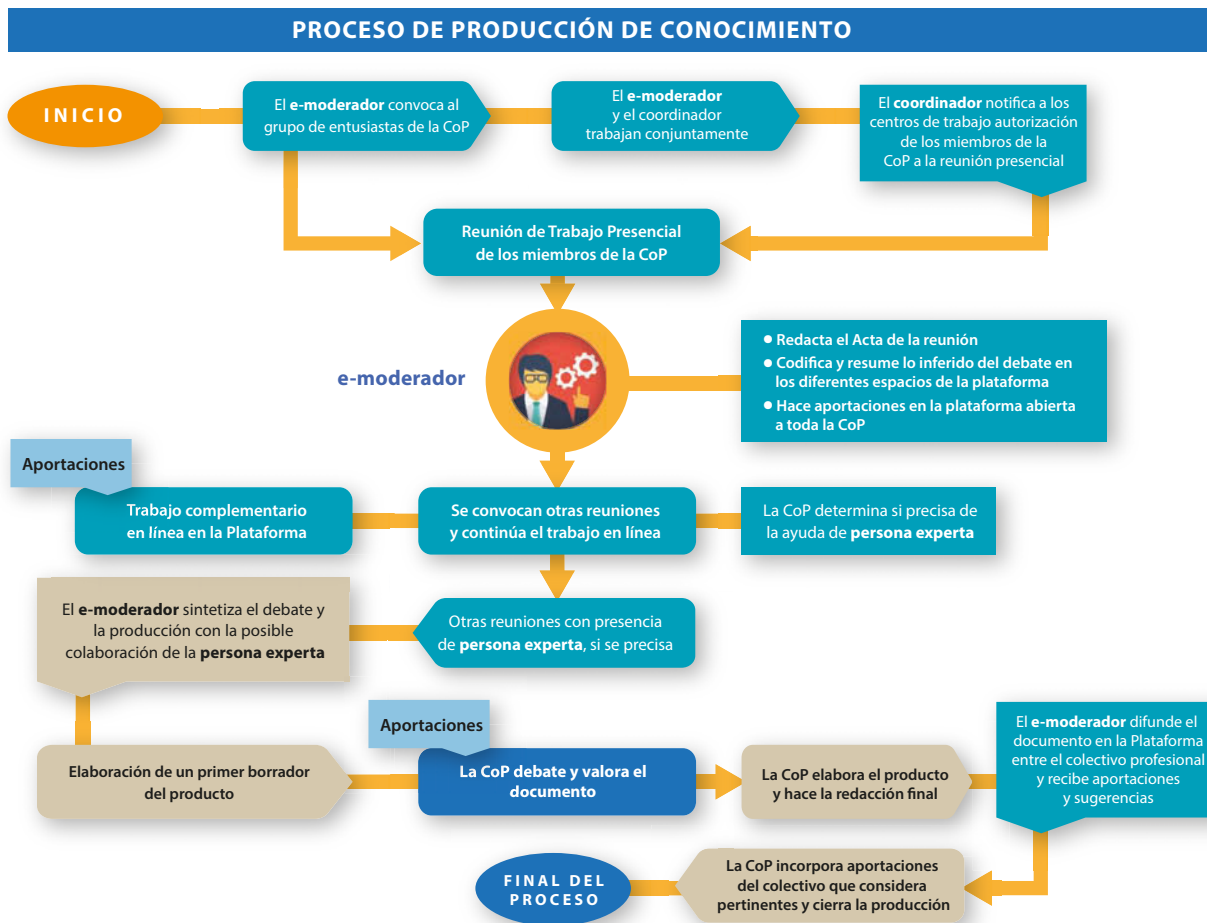 PROCESO DE PRODUCCIÓN DE CONOCIMIENTO
INICIO
El e-moderador convoca al
grupo de entusiastas de la CoP
El e-moderador
y el coordinador
trabajan conjuntamente
El coordinador notifica a los
centros de trabajo autorización
de los miembros de la
CoP a la reunión presencial
Reunión de Trabajo Presencial
de los miembros de la CoP
e-moderador
● Redacta el Acta de la reunión
● Codifica y resume lo inferido del debate en
los diferentes espacios de la plataforma
● Hace aportaciones en la plataforma abierta
a toda la CoP
Aportaciones
Trabajo complementario
en línea en la Plataforma
Se convocan otras reuniones
y continúa el trabajo en línea
La CoP determina si precisa de
la ayuda de persona experta
El e-moderador sintetiza el debate y
la producción con la posible
colaboración de la persona experta
Otras reuniones con presencia
de persona experta, si se precisa
Elaboración de un primer borrador
del producto
Aportaciones
La CoP debate y valora el
documento
La CoP elabora el producto
y hace la redacción final
El e-moderador difunde el
documento en la Plataforma
entre el colectivo profesional
y recibe aportaciones
y sugerencias
La CoP incorpora aportaciones
del colectivo que considera
pertinentes y cierra la producción
FINAL DEL
PROCESO